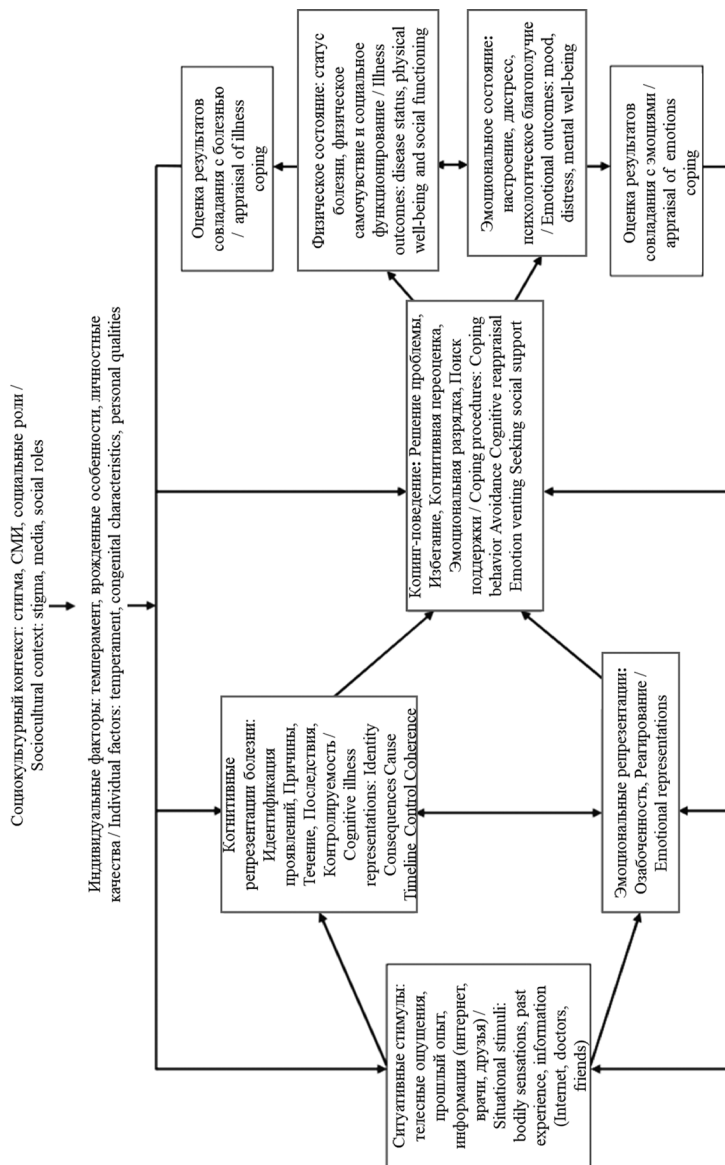 Социокультурный контекст: стигма, СМИ, социальные роли /
Sociocultural context: stigma, media, social roles
Индивидуальные факторы: темперамент, врожденные особенности, личностные
качества / Individual factors: temperament, congenital characteristics, personal qualities
Ситуативные стимулы:
телесные ощущения,
прошлый опыт,
информация (интернет,
врачи, друзья) /
Situational stimuli:
bodily sensations, past
experience, information
(Internet, doctors,
friends)
Когнитивные
репрезентации болезни:
Идентификация
проявлений, Причины,
Течение, Последствия,
Контролируемость /
Cognitive illness
representations: Identity
Consequences Cause
Timeline Control Coherence
Эмоциональные репрезентации:
Озабоченность, Реагирование /
Emotional representations
Копинг-поведение: Решение проблемы,
Избегание, Когнитивная переоценка,
Эмоциональная разрядка, Поиск
поддержки / Coping procedures: Coping
behavior Avoidance Cognitive reappraisal
Emotion venting Seeking social support
Оценка результатов
совладания с болезнью
/ appraisal of illness
coping
Физическое состояние: статус
болезни, физическое
самочувствие и социальное
функционирование / Illness
outcomes: disease status, physical
well-being and social functioning
Эмоциональное состояние:
настроение, дистресс,
психологическое благополучие
/ Emotional outcomes: mood,
distress, mental well-being
Оценка результатов
совладания с эмоциями /
appraisal of emotions
coping